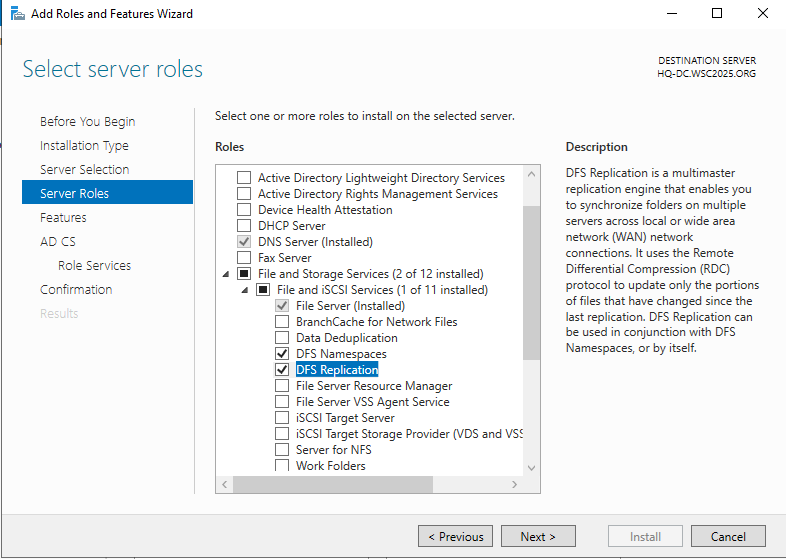 Add Roles and Features Wizard
Select server roles
DESTINATION SERVER
HQ-DC.WSC2025.ORG
Before You Begin
Installation Type
Server Selection
Server Roles
Features
AD CS
Role Services
Confirmation
Results
Select one or more roles to install on the selected server.
Roles
Active Directory Lightweight Directory Services
Active Directory Rights Management Services
Device Health Attestation
DHCP Server
DNS Server (Installed)
Fax Server
File and Storage Services (2 of 12 installed)
File and iSCSI Services (1 of 11 installed)
File Server (Installed)
BranchCache for Network Files
Data Deduplication
DFS Namespaces
DFS Replication
File Server Resource Manager
File Server VSS Agent Service
iSCSI Target Server
iSCSI Target Storage Provider (VDS and VSS
Server for NFS
Work Folders
Description
DFS Replication is a multimaster
replication engine that enables you
to synchronize folders on multiple
servers across local or wide area
network (WAN) network
connections. It uses the Remote
Differential Compression (RDC)
protocol to update only the portions
of files that have changed since the
last replication. DFS Replication can
be used in conjunction with DFS
Namespaces, or by itself.
< Previous
Next >
Install
Cancel